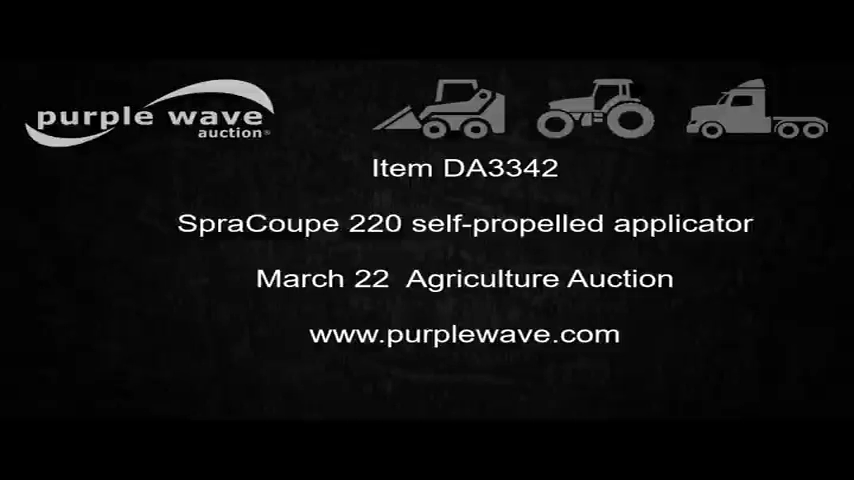 purple wave
auction®
Item DA3342
SpraCoupe 220 self-propelled applicator
March 22  Agriculture Auction
www.purplewave.com